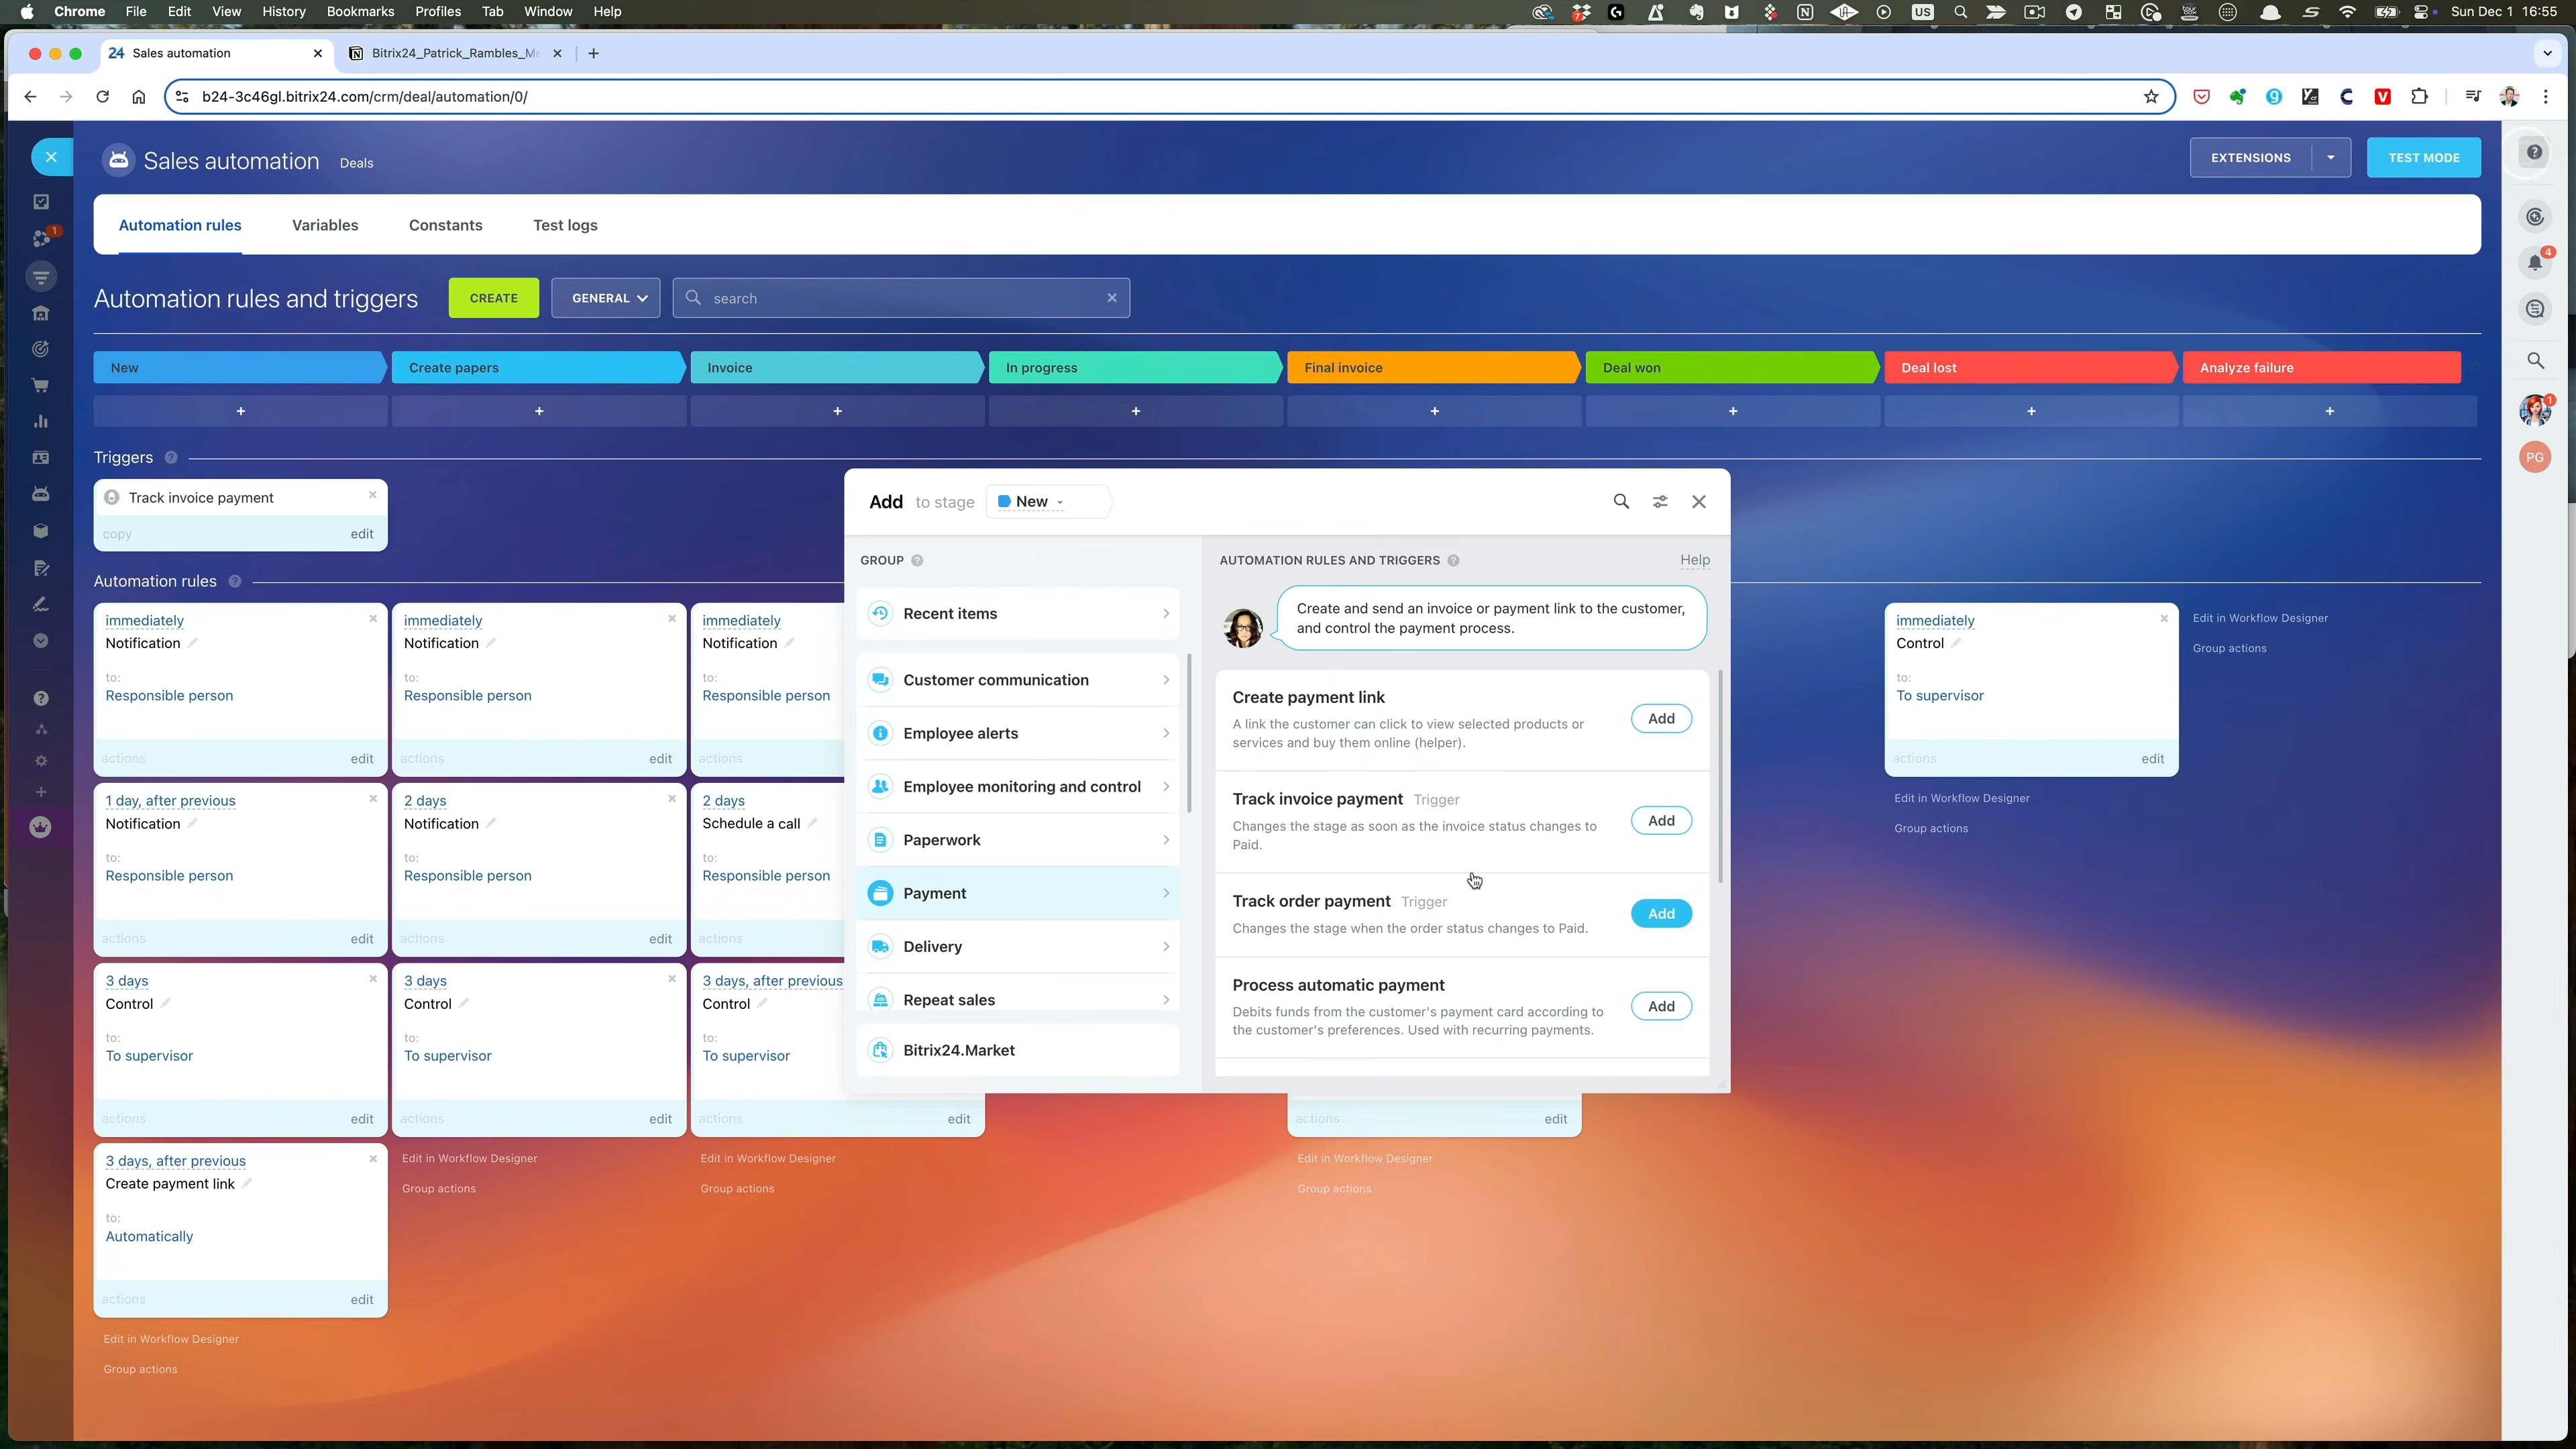 Chrome File Edit View History Bookmarks Profiles Tab Window Help
7 US Sun Dec 1 16:55
24 Sales automation
Bitrix24_Patrick_Rambles_Me
b24-3c46gl.bitrix24.com/crm/deal/automation/0/
Sales automation Deals
EXTENSIONS
TEST MODE
Automation rules Variables Constants Test logs
1
4
Automation rules and triggers
CREATE
GENERAL
search
New Create papers Invoice In progress Final invoice Deal won Deal lost Analyze failure
+ + + + + + + +
1
PG
Triggers ?
Track invoice payment
copy edit
Automation rules ?
immediately
Notification
to:
Responsible person
actions edit
immediately
Notification
to:
Responsible person
actions edit
immediately
Notification
to:
Responsible person
actions
1 day, after previous
Notification
to:
Responsible person
actions edit
2 days
Notification
to:
Responsible person
actions edit
2 days
Schedule a call
to:
Responsible person
actions
3 days
Control
to:
To supervisor
actions edit
3 days
Control
to:
To supervisor
actions edit
3 days, after previous
Control
to:
To supervisor
actions edit
3 days, after previous
Create payment link
to:
Automatically
actions edit
Edit in Workflow Designer
Group actions
Edit in Workflow Designer
Group actions
Edit in Workflow Designer
Group actions
actions edit
Edit in Workflow Designer
Group actions
immediately
Control
to:
To supervisor
actions edit
Edit in Workflow Designer
Group actions
Edit in Workflow Designer
Group actions
Add to stage New
GROUP ?
Recent items
Customer communication
Employee alerts
Employee monitoring and control
Paperwork
Payment
Delivery
Repeat sales
Bitrix24.Market
AUTOMATION RULES AND TRIGGERS ? Help
Create and send an invoice or payment link to the customer,
and control the payment process.
Create payment link
A link the customer can click to view selected products or
services and buy them online (helper).
Add
Track invoice payment Trigger
Changes the stage as soon as the invoice status changes to
Paid.
Add
Track order payment Trigger
Changes the stage when the order status changes to Paid.
Add
Process automatic payment
Debits funds from the customer's payment card according to
the customer's preferences. Used with recurring payments.
Add